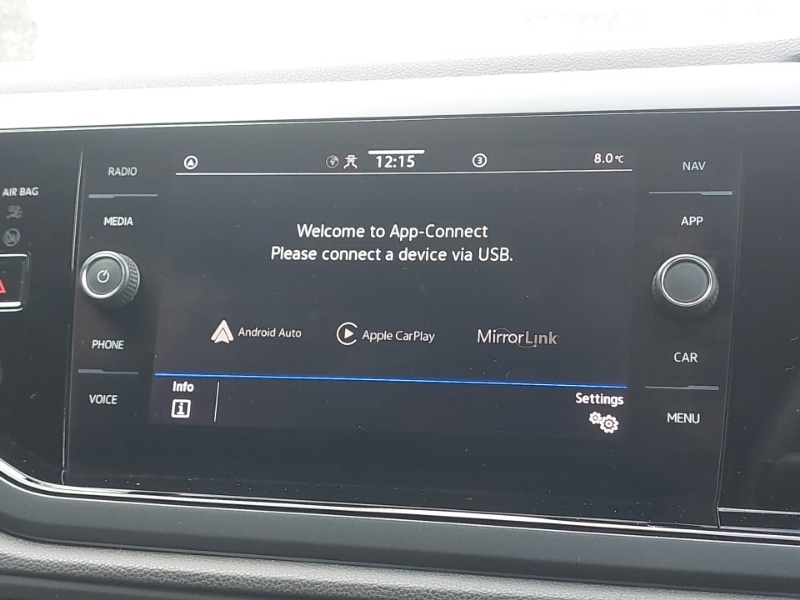 AIR BAG
RADIO
MEDIA
PHONE
VOICE
12:15
3
8.0°C
Welcome to App-Connect
Please connect a device via USB.
Android Auto
Apple CarPlay
MirrorLink
Info
i
Settings
NAV
APP
CAR
MENU